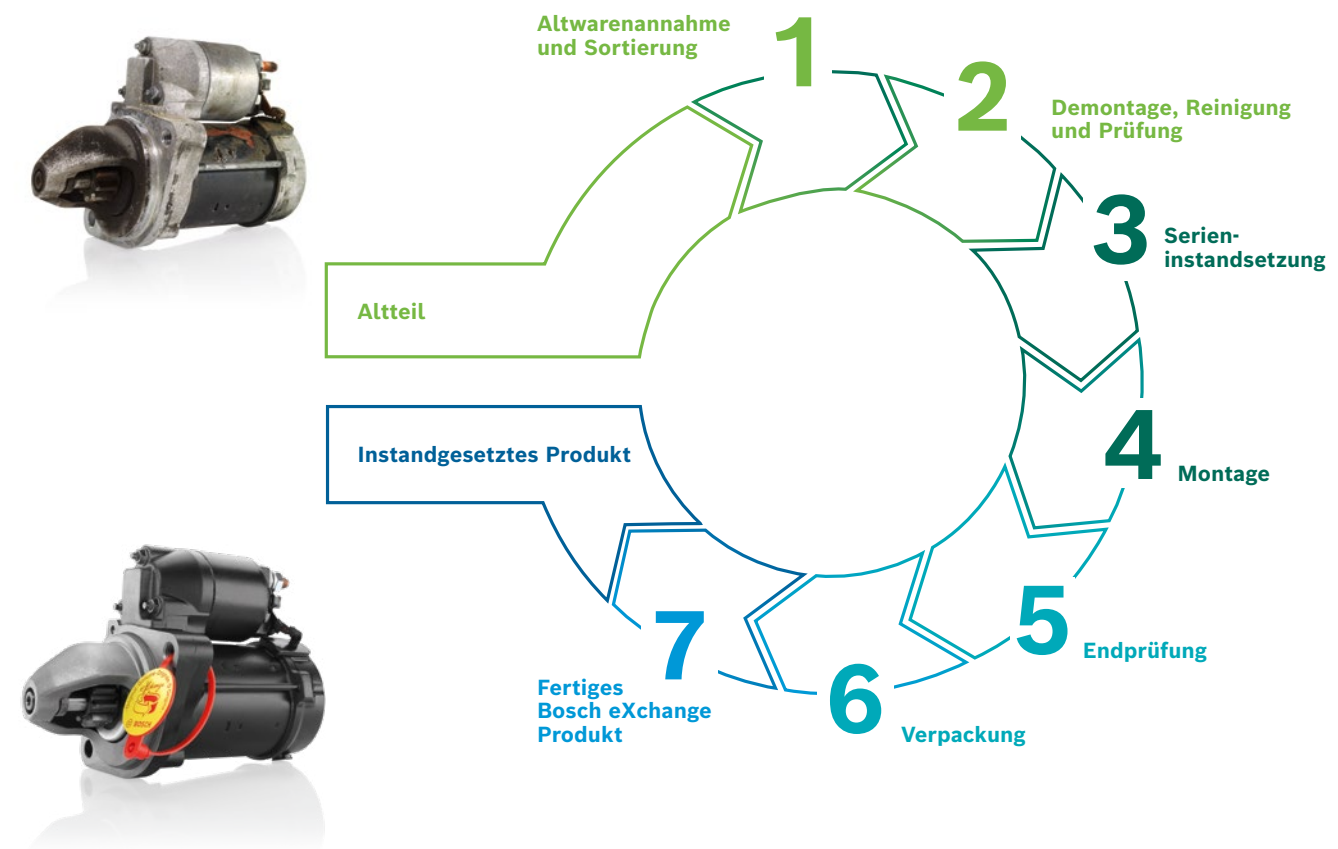 Altwarenannahme
und Sortierung
1
2
Demontage, Reinigung
und Prüfung
3
Serien-
instandsetzung
Altteil
4
Montage
Instandgesetztes Produkt
5
Endprüfung
6
Verpackung
7
Fertiges
Bosch eXchange
Produkt
BOSCH